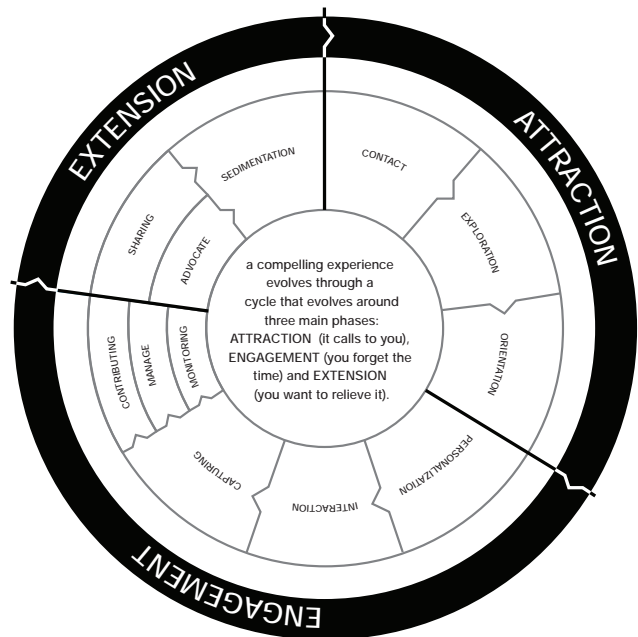 ATTRACTION
CONTACT
EXPLORATION
ORIENTATION
ENGAGEMENT
PERSONALIZATION
INTERACTION
CAPTURING
MONITORING
MANAGE
CONTRIBUTING
EXTENSION
SHARING
ADVOCATE
SEDIMENTATION
a compelling experience
evolves through a
cycle that evolves around
three main phases:
ATTRACTION (it calls to you),
ENGAGEMENT (you forget the
time) and EXTENSION
(you want to relieve it).